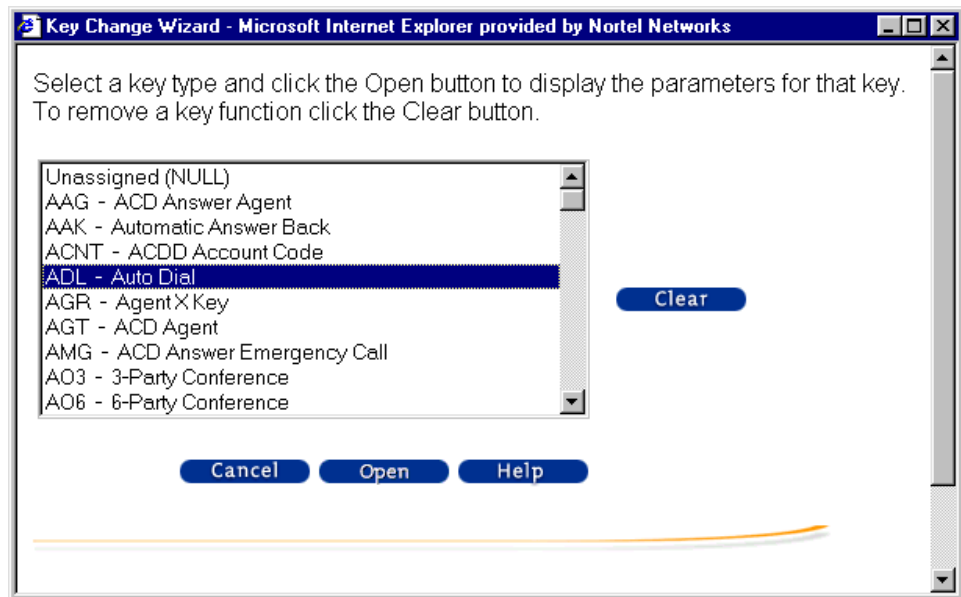 Key Change Wizard - Microsoft Internet Explorer provided by Nortel Networks
Select a key type and click the Open button to display the parameters for that key.
To remove a key function click the Clear button.
Unassigned (NULL)
AAG - ACD Answer Agent
AAK - Automatic Answer Back
ACNT - ACDD Account Code
ADL - Auto Dial
AGR - Agent X Key
AGT - ACD Agent
AMG - ACD Answer Emergency Call
AO3 - 3-Party Conference
AO6 - 6-Party Conference
Clear
Cancel Open Help